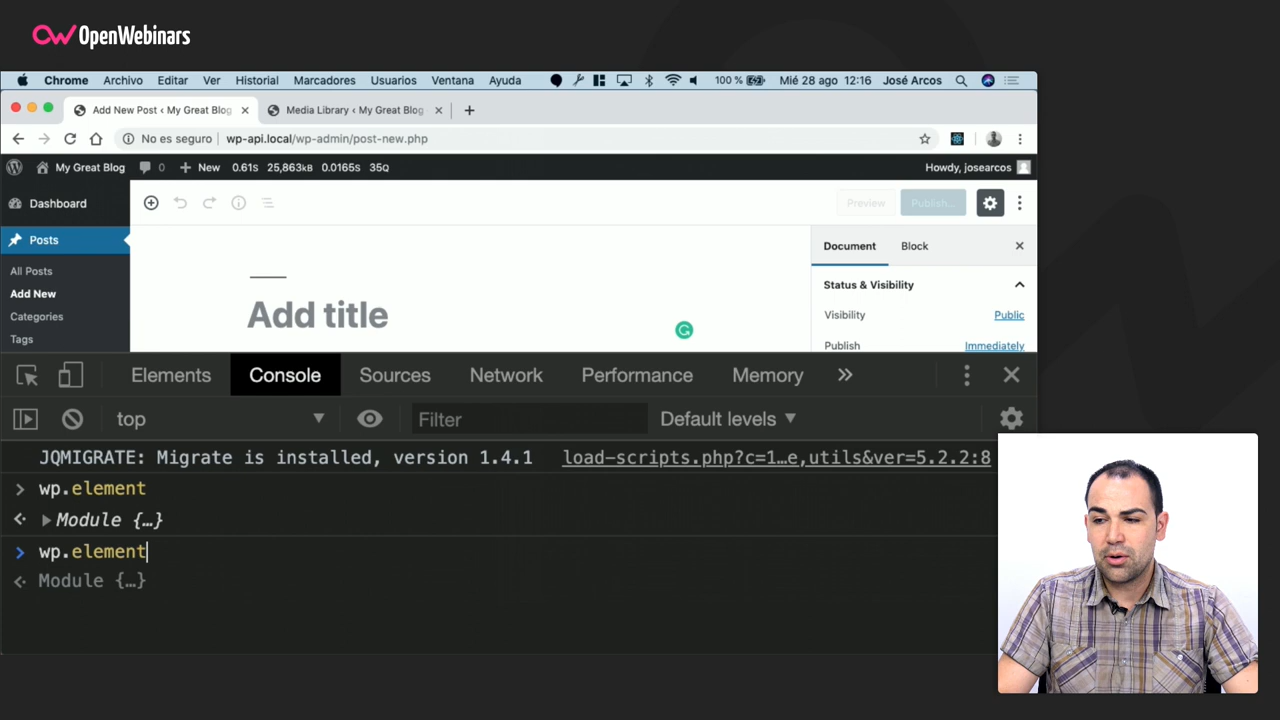 OpenWebinars
Chrome Archivo Editar Ver Historial Marcadores Usuarios Ventana Ayuda 100 % Mié 28 ago 12:16 José Arcos
Add New Post ‹ My Great Blog Media Library ‹ My Great Blog
No es seguro wp-api.local/wp-admin/post-new.php
My Great Blog 0 New 0.61s 25,863KB 0.0165s 35Q Howdy, josearcos
Dashboard Preview Publish...
Posts
Document Block
All Posts
Add New
Categories
Tags
Add title
Status & Visibility
Visibility Public
Publish Immediately
Elements Console Sources Network Performance Memory
top Filter Default levels
JQMIGRATE: Migrate is installed, version 1.4.1 load-scripts.php?c=1…e,utils&ver=5.2.2:8
wp.element
Module {…}
wp.element
Module {…}